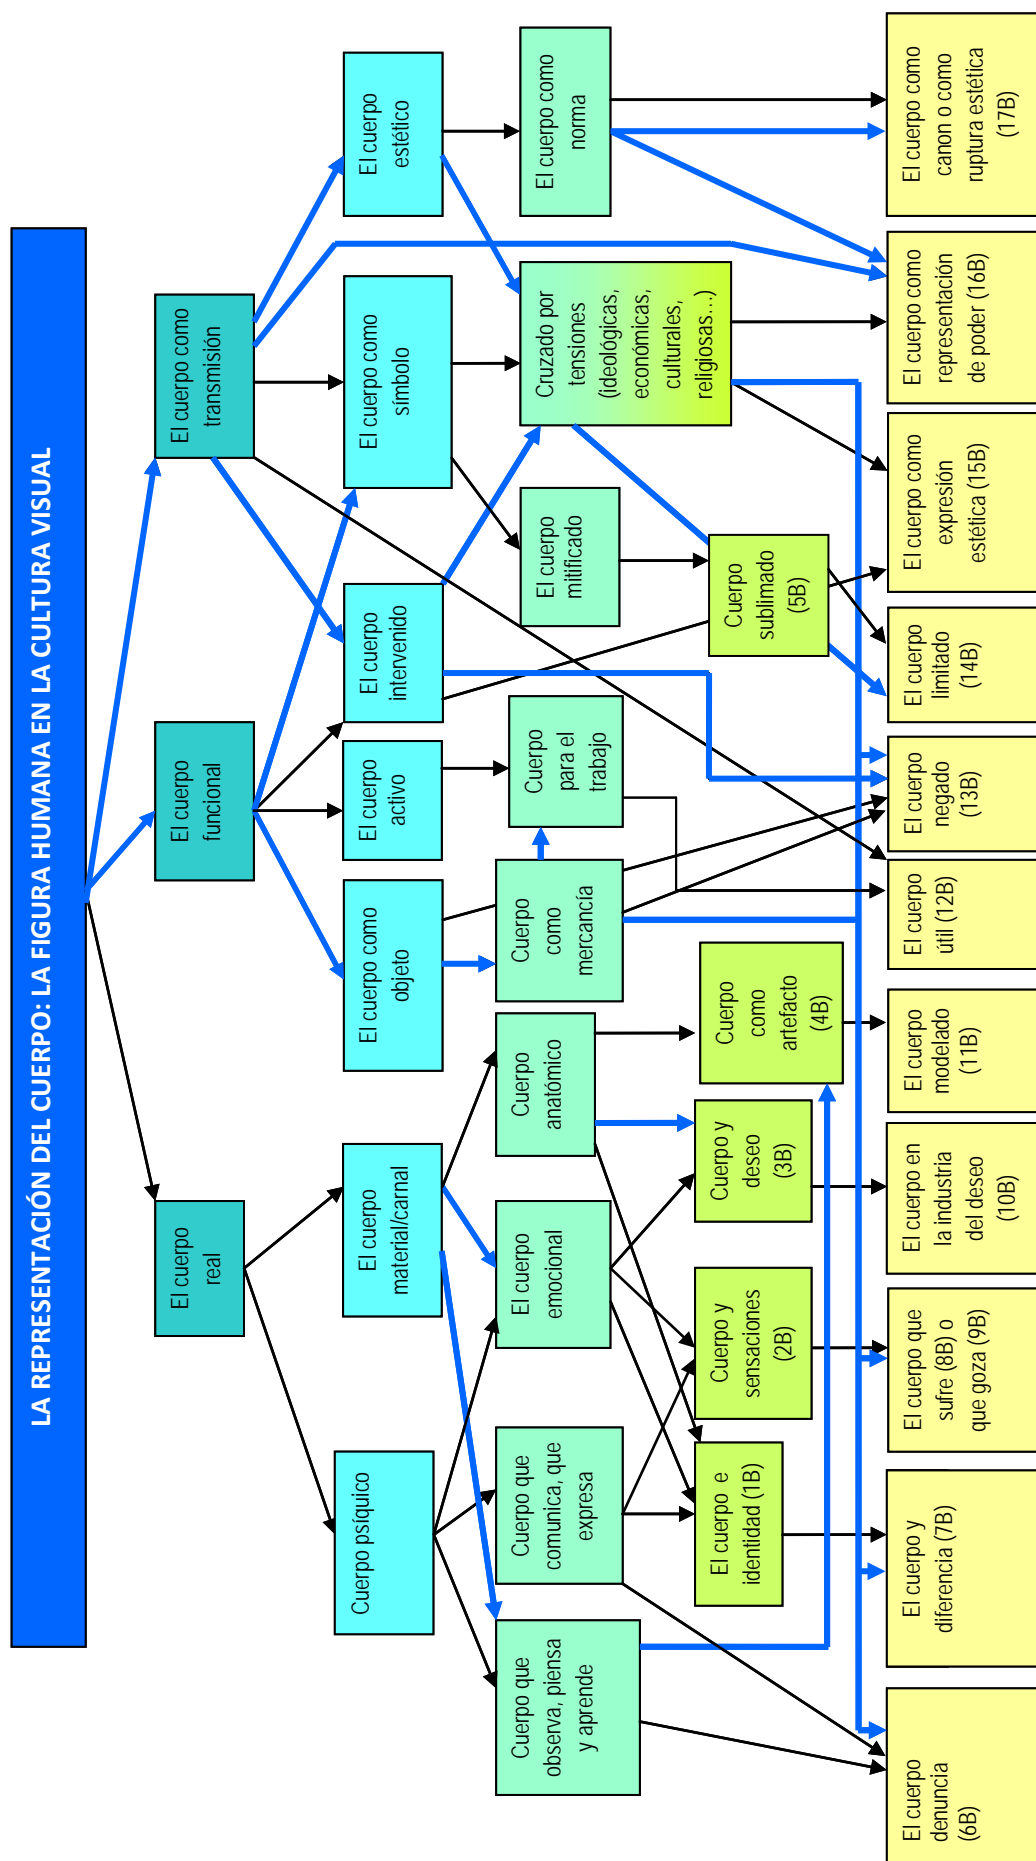 LA REPRESENTACIÓN DEL CUERPO: LA FIGURA HUMANA EN LA CULTURA VISUAL
El cuerpo
real
El cuerpo
funcional
El cuerpo como
transmisión
Cuerpo psíquico
El cuerpo
material/carnal
El cuerpo como
objeto
El cuerpo
activo
El cuerpo
intervenido
El cuerpo como
símbolo
El cuerpo
estético
Cuerpo que
observa, piensa
y aprende
Cuerpo que
comunica, que
expresa
El cuerpo
emocional
Cuerpo
anatómico
Cuerpo
como
mercancía
Cuerpo
para el
trabajo
El cuerpo
mitificado
Cruzado por
tensiones
(ideológicas,
económicas,
culturales,
religiosas...)
El cuerpo como
norma
El cuerpo e
identidad (1B)
Cuerpo y
sensaciones
(2B)
Cuerpo y
deseo
(3B)
Cuerpo
como
artefacto
(4B)
Cuerpo
sublimado
(5B)
El cuerpo
denuncia
(6B)
El cuerpo y
diferencia (7B)
El cuerpo que
sufre (8B) o
que goza (9B)
El cuerpo en
la industria
del deseo
(10B)
El cuerpo
modelado
(11B)
El cuerpo
útil (12B)
El cuerpo
negado
(13B)
El cuerpo
limitado
(14B)
El cuerpo como
expresión
estética (15B)
El cuerpo como
representación
de poder (16B)
El cuerpo como
canon o como
ruptura estética
(17B)